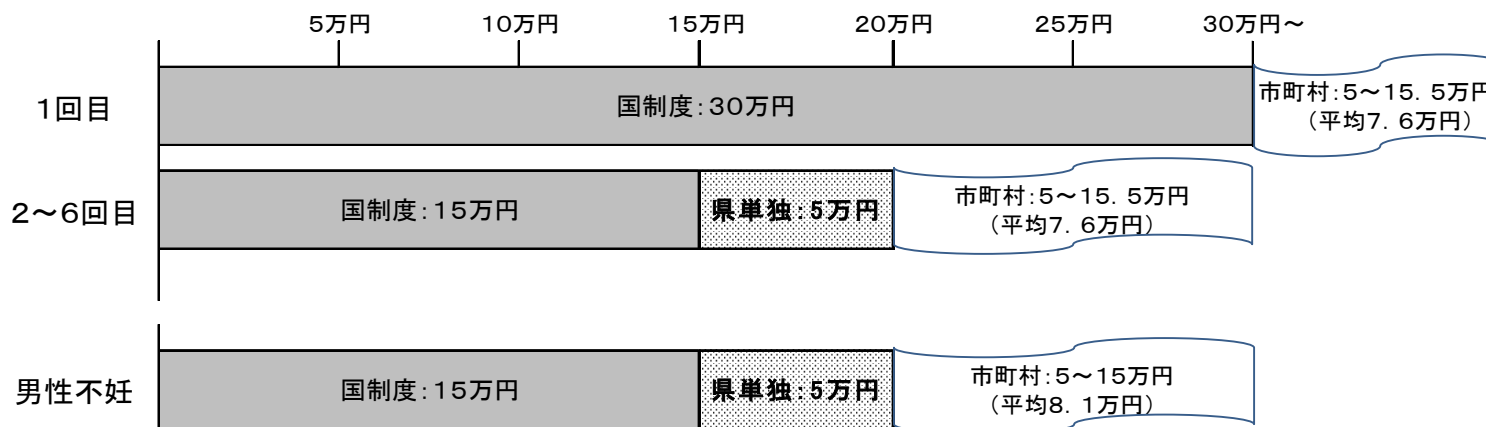 5万円 10万円 15万円 20万円 25万円 30万円～
1回目
国制度：30万円
市町村：5～15．5万円
（平均7．6万円）
2～6回目
国制度：15万円
県単独：5万円
市町村：5～15．5万円
（平均7．6万円）
男性不妊
国制度：15万円
県単独：5万円
市町村：5～15万円
（平均8．1万円）